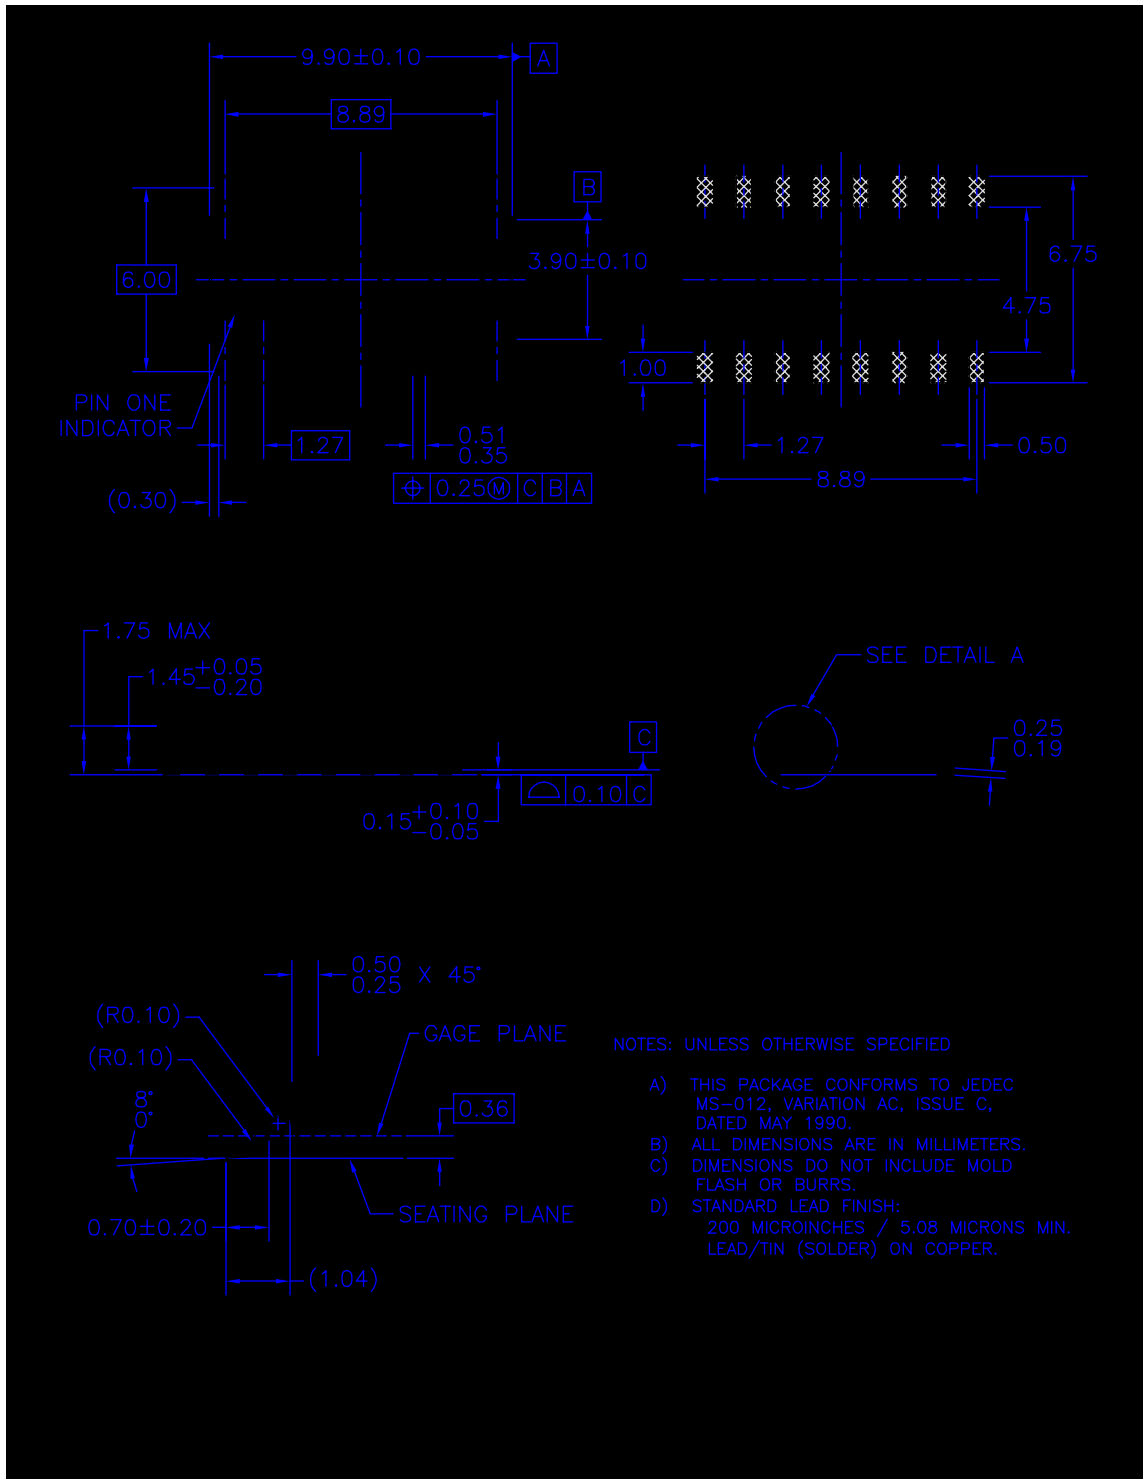 9.90±0.10
A
8.89
B
6.00
3.90±0.10
6.75
4.75
1.00
PIN ONE
INDICATOR
1.27
0.51
0.35
1.27
0.50
8.89
(0.30)
⌖ 0.25Ⓜ C B A
1.75 MAX
1.45 +0.05
−0.20
SEE DETAIL A
C
0.25
0.19
⌓ 0.10 C
0.15 +0.10
−0.05
0.50
0.25 X 45°
(R0.10)
GAGE PLANE
(R0.10)
8°
0°
0.36
SEATING PLANE
0.70±0.20
(1.04)
NOTES: UNLESS OTHERWISE SPECIFIED
A) THIS PACKAGE CONFORMS TO JEDEC
MS−012, VARIATION AC, ISSUE C,
DATED MAY 1990.
B) ALL DIMENSIONS ARE IN MILLIMETERS.
C) DIMENSIONS DO NOT INCLUDE MOLD
FLASH OR BURRS.
D) STANDARD LEAD FINISH:
200 MICROINCHES / 5.08 MICRONS MIN.
LEAD/TIN (SOLDER) ON COPPER.